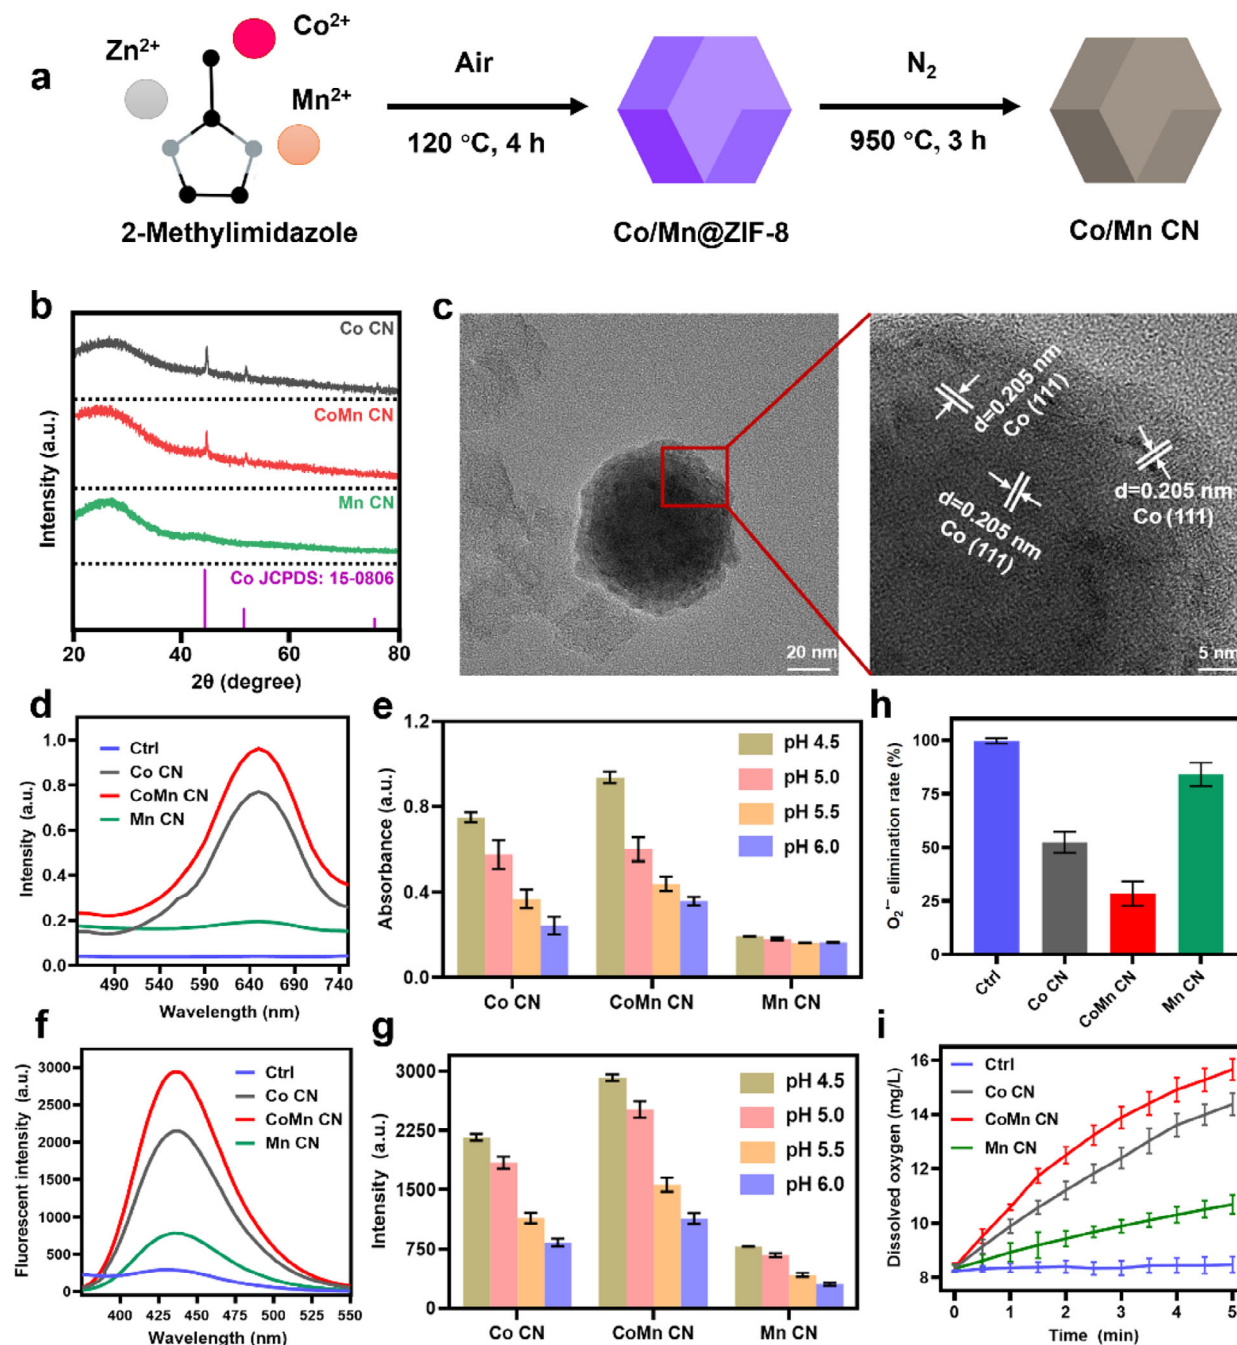 a
Zn2+
Co2+
Mn2+
2-Methylimidazole
Air
120 °C, 4 h
Co/Mn@ZIF-8
N2
950 °C, 3 h
Co/Mn CN
b
Intensity (a.u.)
Co CN
CoMn CN
Mn CN
Co JCPDS: 15-0806
20 40 60 80
2θ (degree)
c
20 nm
d=0.205 nm
Co (111)
d=0.205 nm
Co (111)
d=0.205 nm
Co (111)
5 nm
d
Intensity (a.u.)
1.0
0.8
0.6
0.4
0.2
0.0
Ctrl
Co CN
CoMn CN
Mn CN
490 540 590 640 690 740
Wavelength (nm)
e
Absorbance (a.u.)
1.2
0.8
0.4
0.0
pH 4.5
pH 5.0
pH 5.5
pH 6.0
Co CN CoMn CN Mn CN
h
O2•− elimination rate (%)
100
75
50
25
0
Ctrl
Co CN
CoMn CN
Mn CN
f
Fluorescent intensity (a.u.)
3000
2500
2000
1500
1000
500
0
Ctrl
Co CN
CoMn CN
Mn CN
400 425 450 475 500 525 550
Wavelength (nm)
g
Intensity (a.u.)
3000
2250
1500
750
0
pH 4.5
pH 5.0
pH 5.5
pH 6.0
Co CN CoMn CN Mn CN
i
Dissolved oxygen (mg/L)
16
14
12
10
8
Ctrl
Co CN
CoMn CN
Mn CN
0 1 2 3 4 5
Time (min)